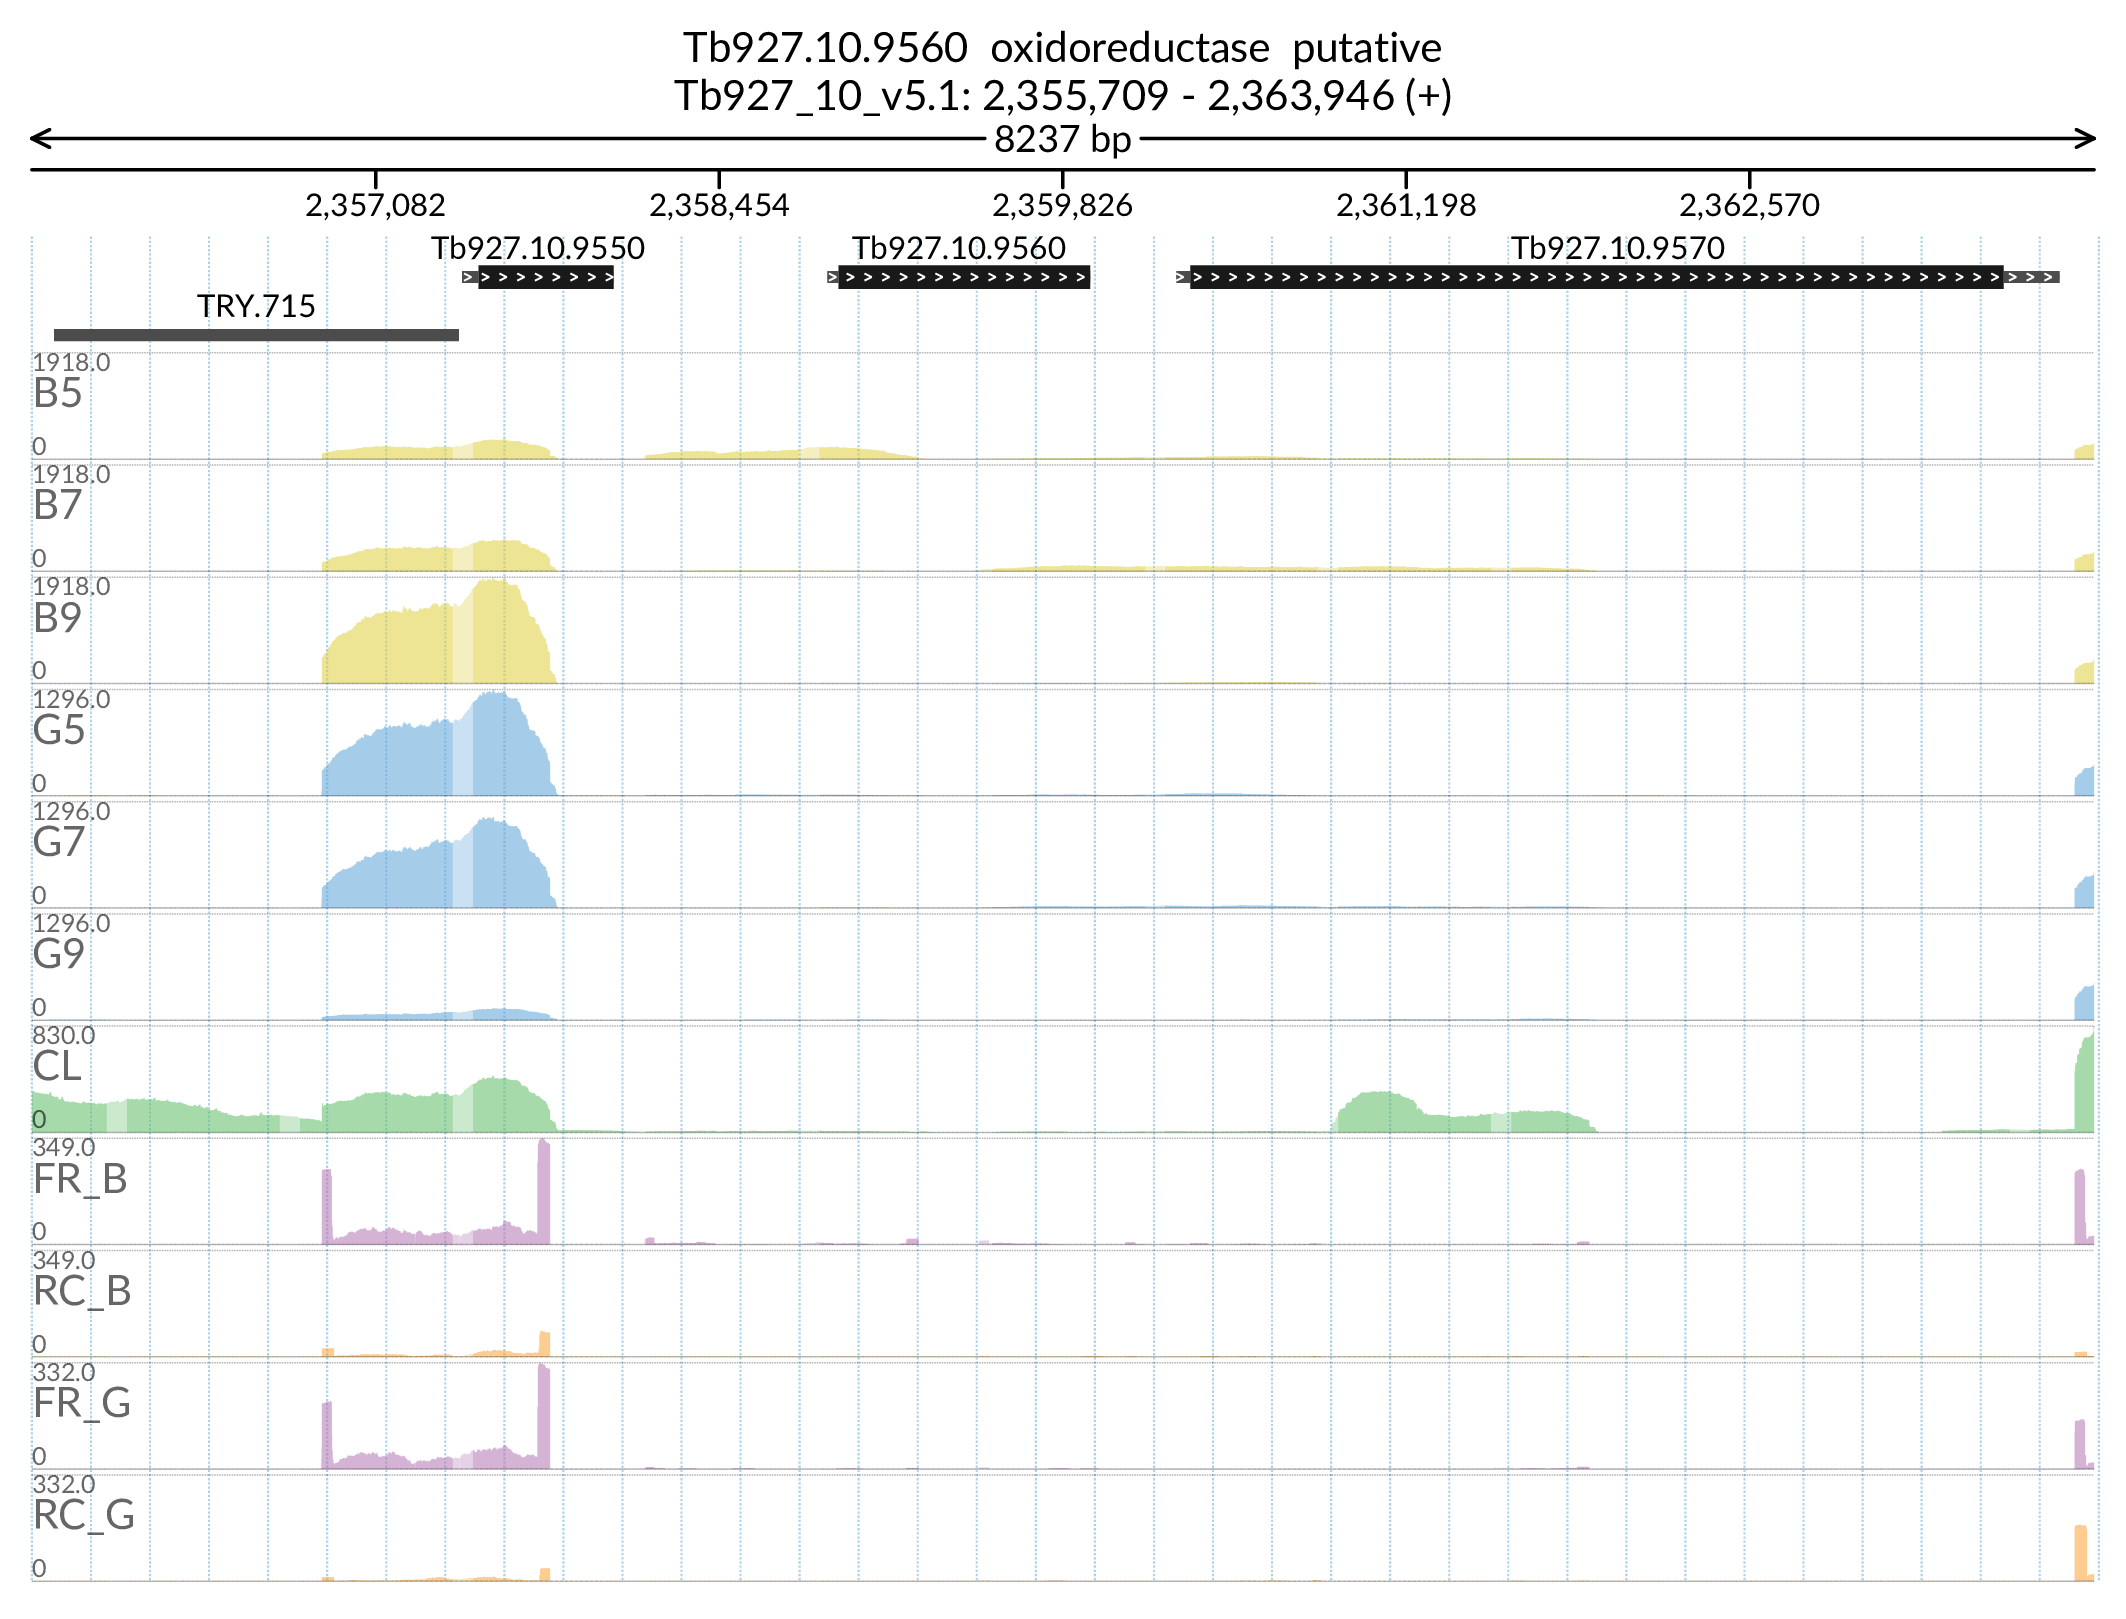 Tb927.10.9560 oxidoreductase putative
Tb927_10_v5.1: 2,355,709 - 2,363,946 (+)
8237 bp
2,357,082 2,358,454 2,359,826 2,361,198 2,362,570
Tb927.10.9550 Tb927.10.9560 Tb927.10.9570
TRY.715
1918.0
B5
0
1918.0
B7
0
1918.0
B9
0
1296.0
G5
0
1296.0
G7
0
1296.0
G9
0
830.0
CL
0
349.0
FR_B
0
349.0
RC_B
0
332.0
FR_G
0
332.0
RC_G
0